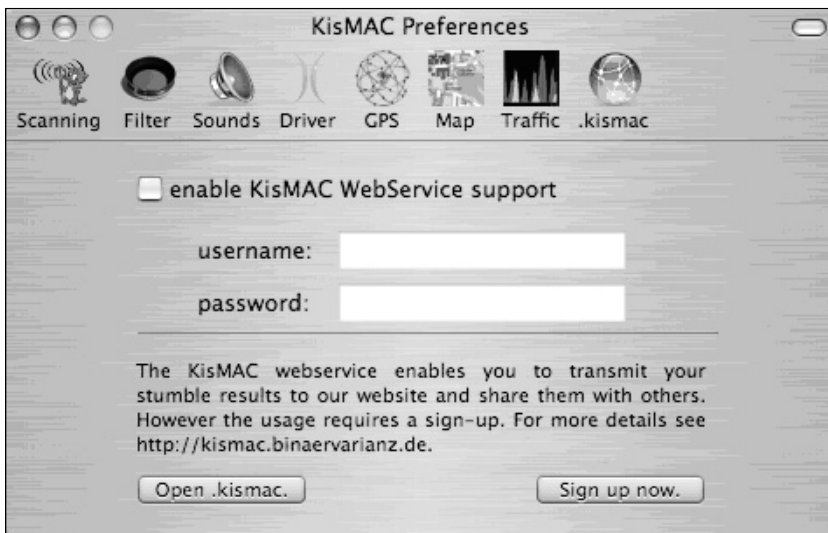 KisMAC Preferences
Scanning Filter Sounds Driver GPS Map Traffic .kismac
enable KisMAC WebService support
username:
password:
The KisMAC webservice enables you to transmit your
stumble results to our website and share them with others.
However the usage requires a sign-up. For more details see
http://kismac.binaervarianz.de.
Open .kismac. Sign up now.